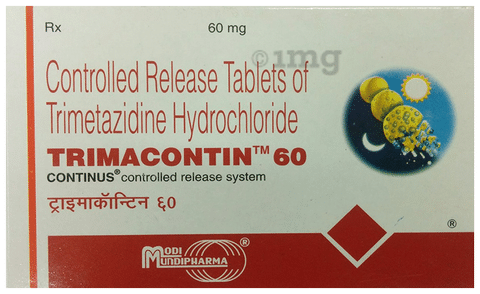 Rx 60 mg
©1mg
Controlled Release Tablets of
Trimetazidine Hydrochloride
TRIMACONTIN™ 60
CONTINUS® controlled release system
ट्राइमाकॉन्टिन ६०
®
MODI ®
MUNDIPHARMA